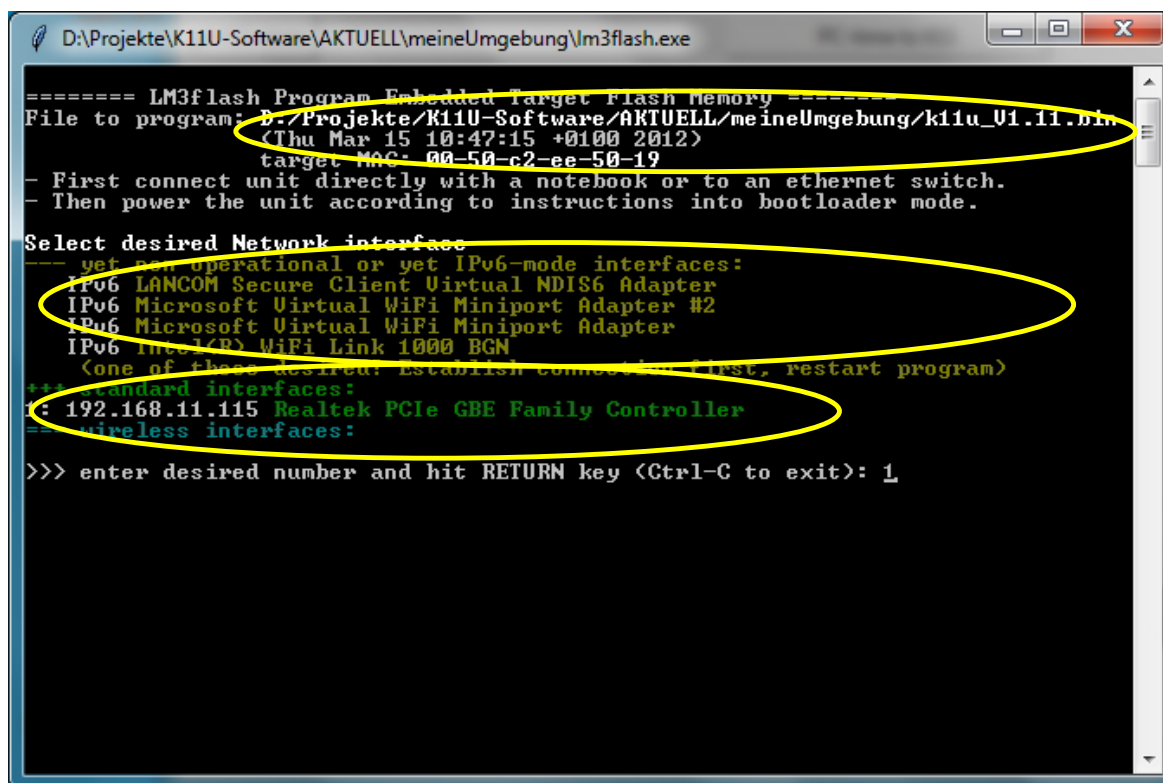 D:\Projekte\K11U-Software\AKTUELL\meineUmgebung\lm3flash.exe
======== LM3flash Program Embedded Target Flash Memory ========
File to program: D:/Projekte/K11U-Software/AKTUELL/meineUmgebung/k11u_V1.11.bin
(Thu Mar 15 10:47:15 +0100 2012)
target MAC: 00-50-c2-ee-50-19
- First connect unit directly with a notebook or to an ethernet switch.
- Then power the unit according to instructions into bootloader mode.
Select desired Network interface
--- yet non-operational or yet IPv6-mode interfaces:
IPv6 LANCOM Secure Client Virtual NDIS6 Adapter
IPv6 Microsoft Virtual WiFi Miniport Adapter #2
IPv6 Microsoft Virtual WiFi Miniport Adapter
IPv6 Intel(R) WiFi Link 1000 BGN
(one of these desired? Establish connection first, restart program)
+++ standard interfaces:
1: 192.168.11.115 Realtek PCIe GBE Family Controller
=== wireless interfaces:
>>> enter desired number and hit RETURN key (Ctrl-C to exit): 1